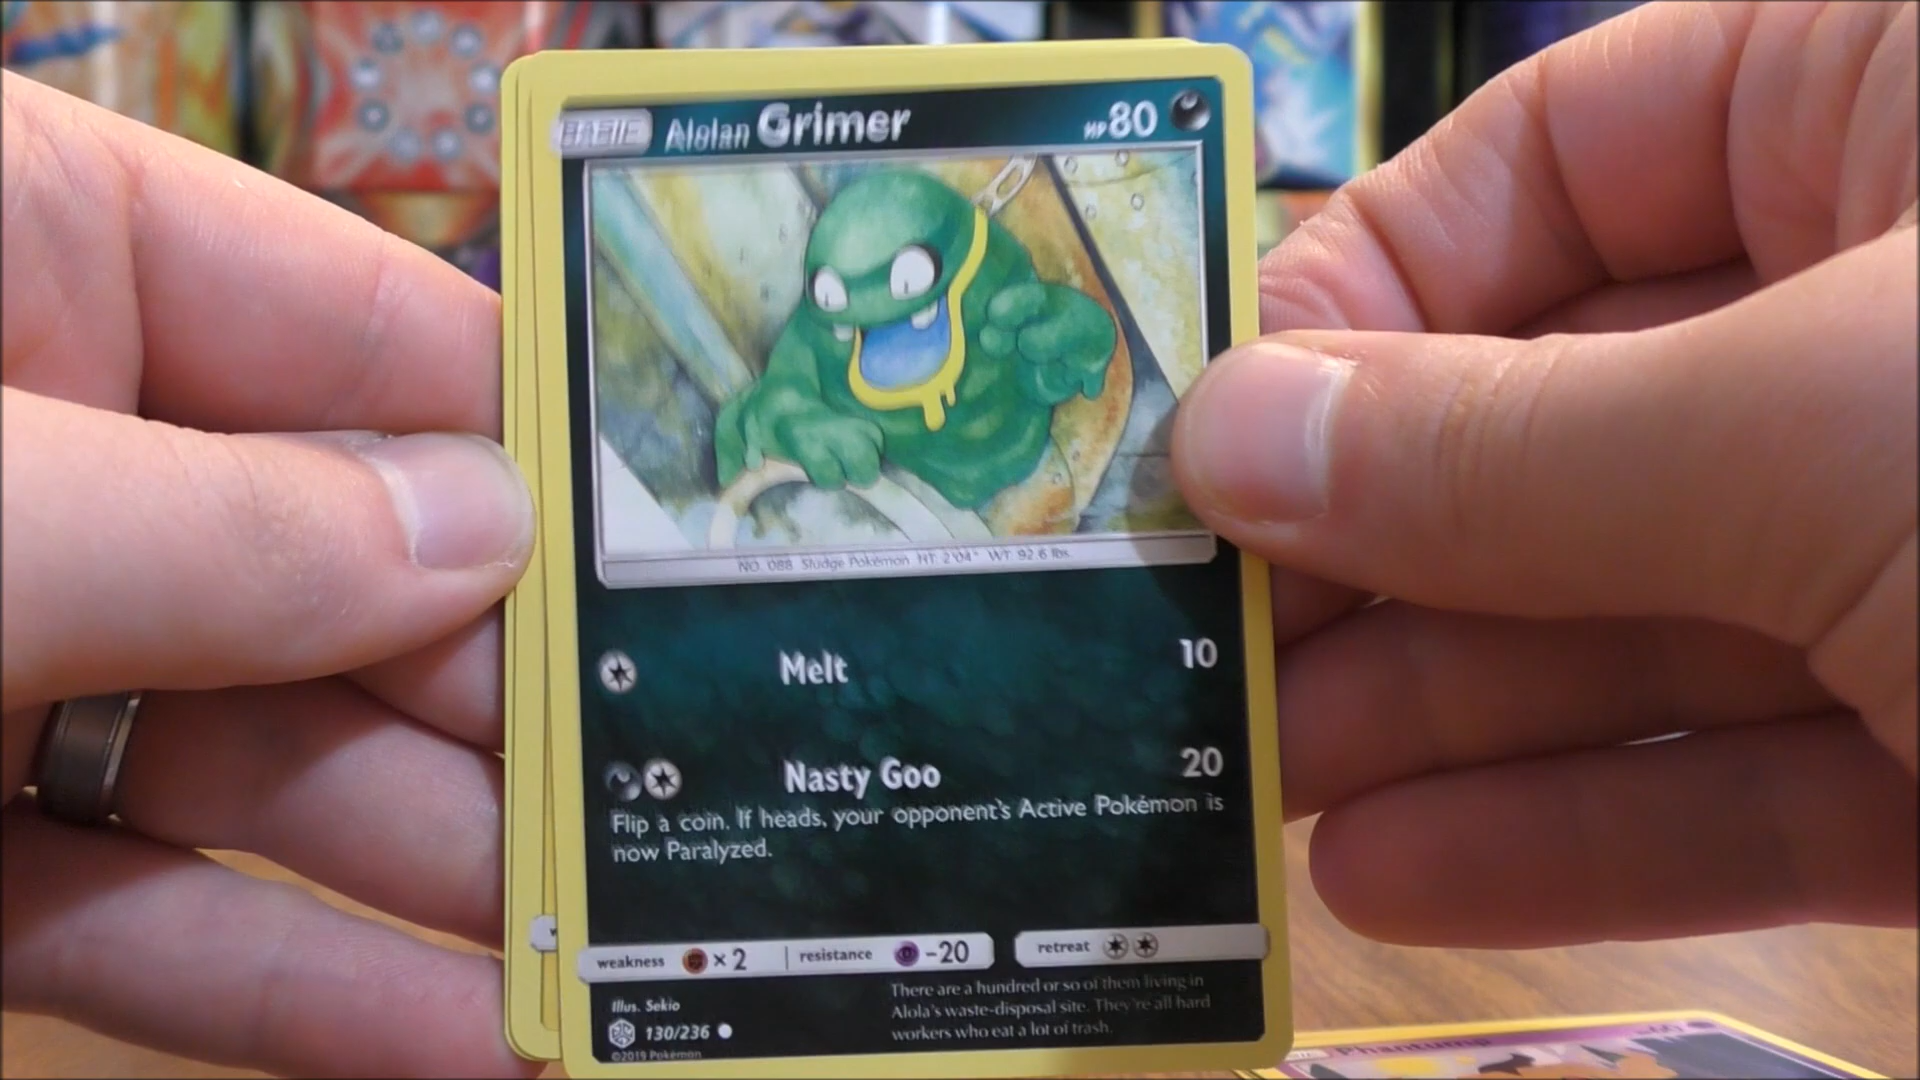 BASIC Alolan Grimer HP 80
NO. 088 Sludge Pokémon HT: 2'04" WT: 92.6 lbs.
Melt 10
Nasty Goo 20
Flip a coin. If heads, your opponent's Active Pokémon is
now Paralyzed.
weakness ×2 resistance -20 retreat
There are a hundred or so of them living in
Alola's waste-disposal site. They're all hard
workers who eat a lot of trash.
Illus. Sekio
130/236
©2019 Pokémon
Phantump